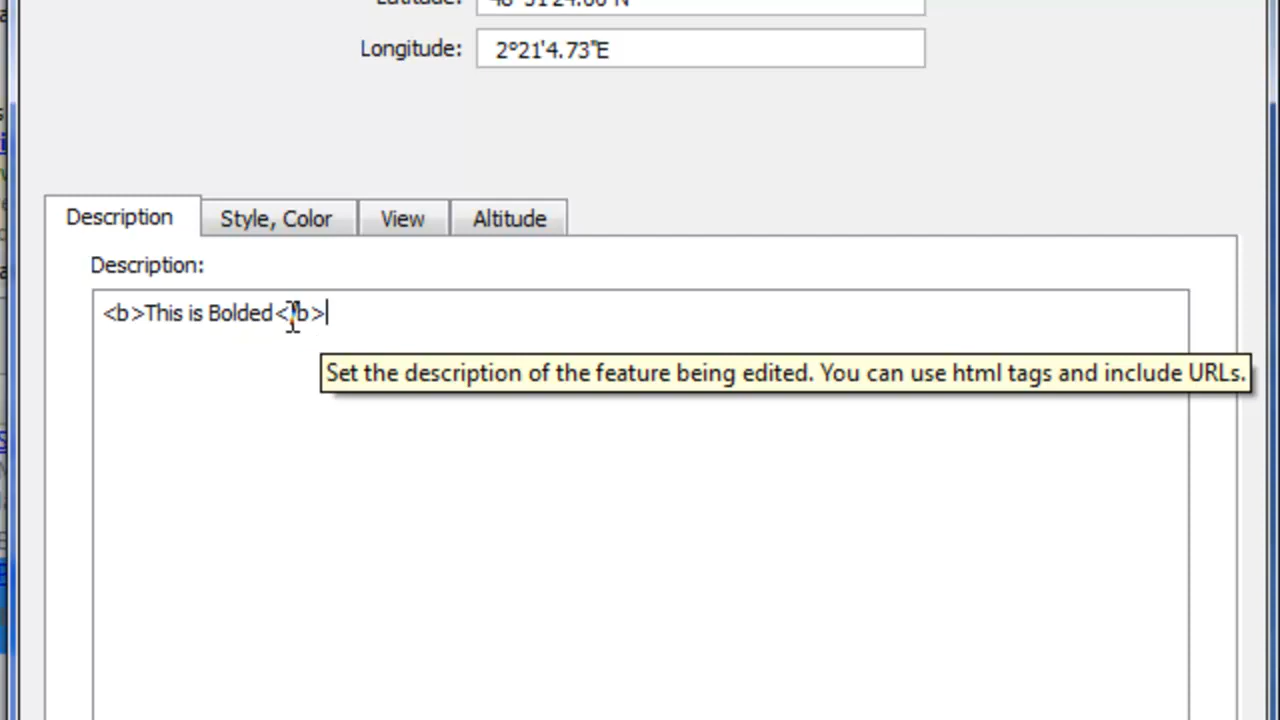 Longitude: 2°21'4.73"E
Description Style, Color View Altitude
Description:
<b>This is Bolded</b>
Set the description of the feature being edited. You can use html tags and include URLs.